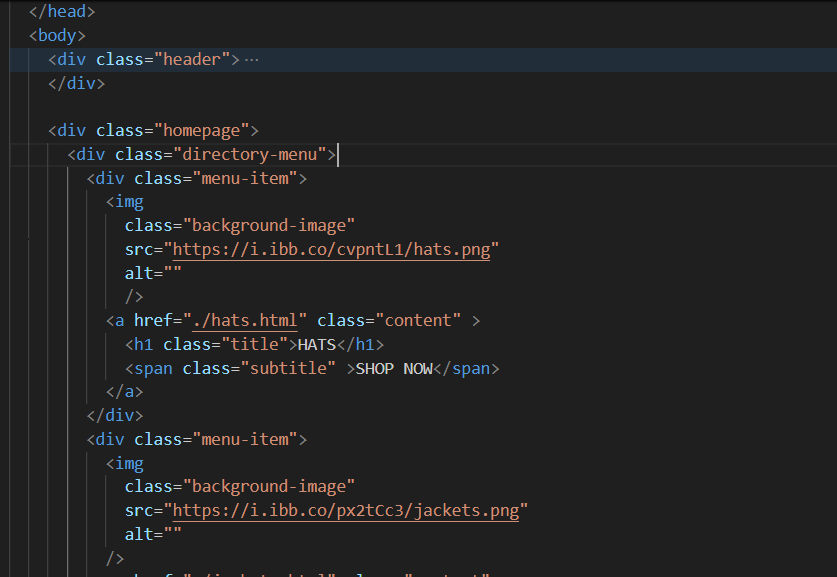 </head>
<body>
<div class="header"> ...
</div>
<div class="homepage">
<div class="directory-menu">
<div class="menu-item">
<img
class="background-image"
src="https://i.ibb.co/cvpntL1/hats.png"
alt=""
/>
<a href="./hats.html" class="content" >
<h1 class="title">HATS</h1>
<span class="subtitle" >SHOP NOW</span>
</a>
</div>
<div class="menu-item">
<img
class="background-image"
src="https://i.ibb.co/px2tCc3/jackets.png"
alt=""
/>